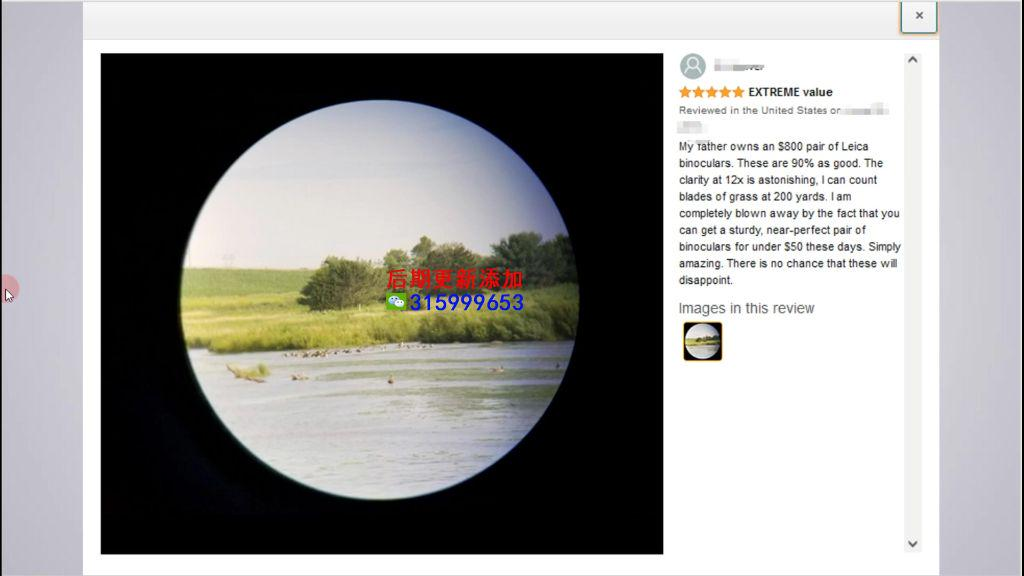 EXTREME value
Reviewed in the United States on
My father owns an $800 pair of Leica
binoculars. These are 90% as good. The
clarity at 12x is astonishing, I can count
blades of grass at 200 yards. I am
completely blown away by the fact that you
can get a sturdy, near-perfect pair of
binoculars for under $50 these days. Simply
amazing. There is no chance that these will
disappoint.
Images in this review
后期更新添加
315999653